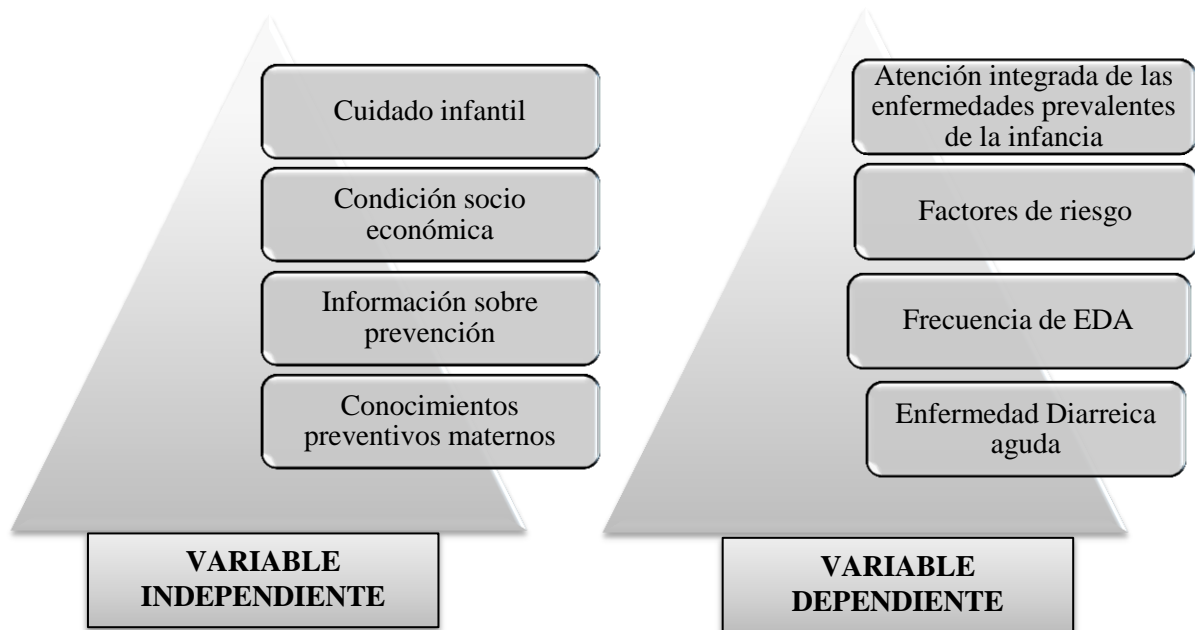 Cuidado infantil
Condición socio
económica
Información sobre
prevención
Conocimientos
preventivos maternos
VARIABLE
INDEPENDIENTE
Atención integrada de las
enfermedades prevalentes
de la infancia
Factores de riesgo
Frecuencia de EDA
Enfermedad Diarreica
aguda
VARIABLE
DEPENDIENTE